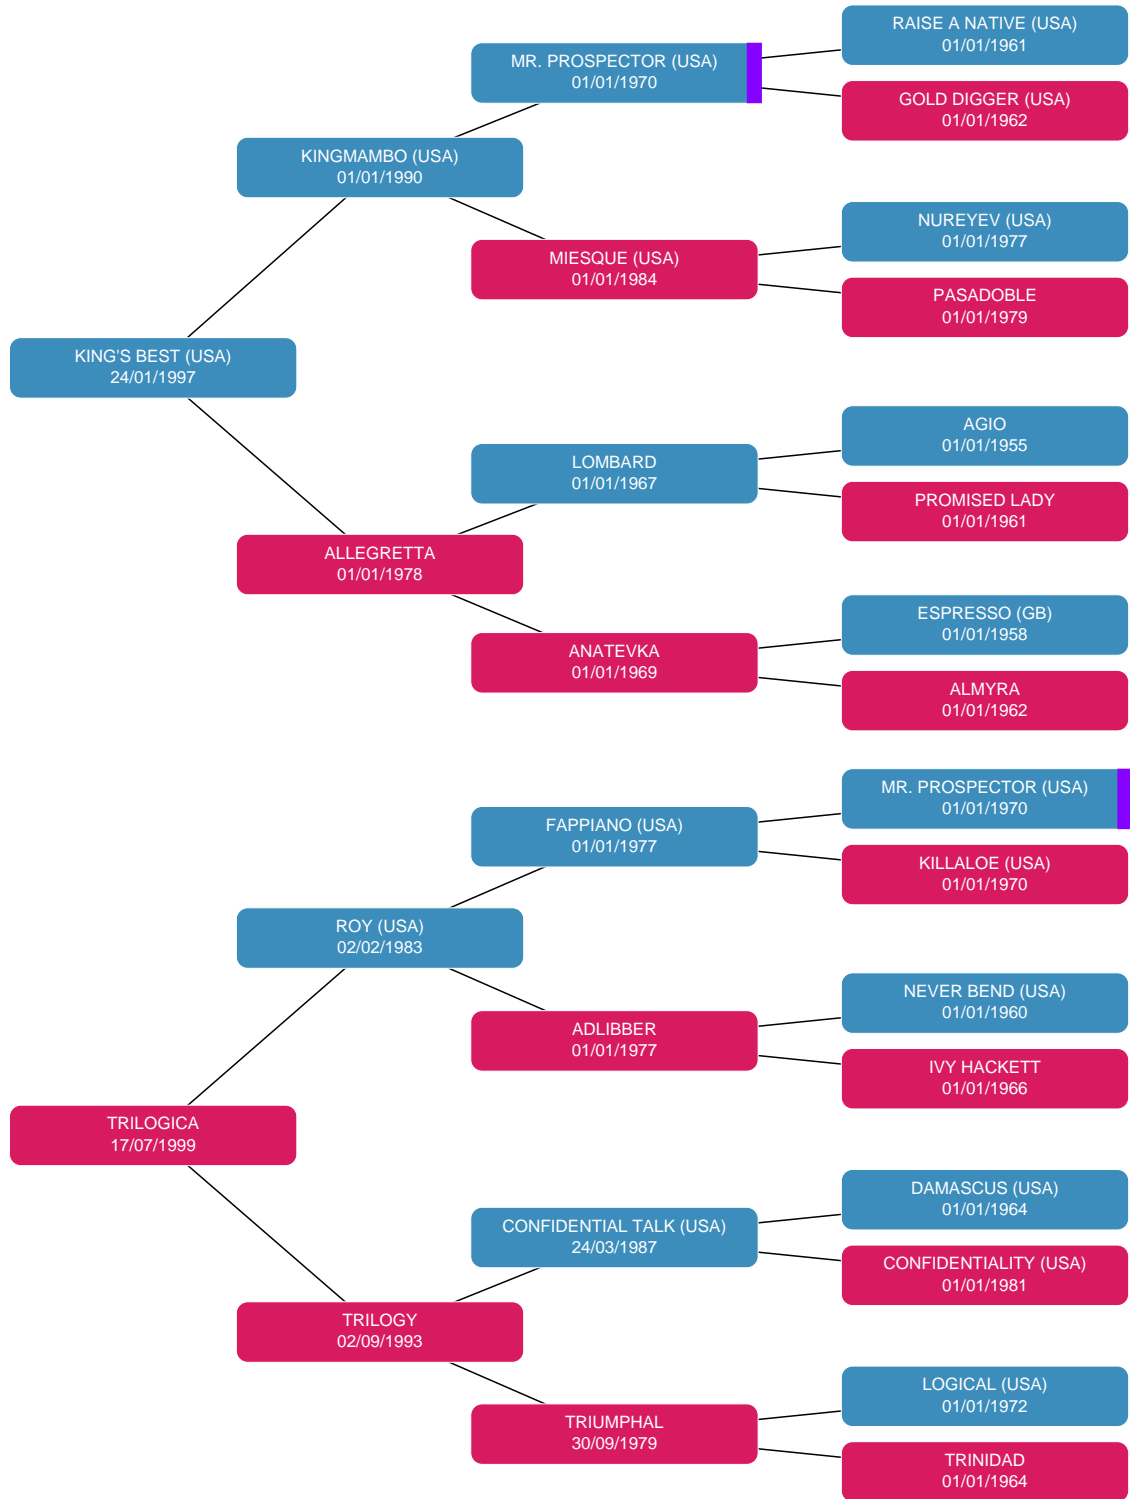 RAISE A NATIVE (USA)
01/01/1961
MR. PROSPECTOR (USA)
01/01/1970
GOLD DIGGER (USA)
01/01/1962
KINGMAMBO (USA)
01/01/1990
NUREYEV (USA)
01/01/1977
MIESQUE (USA)
01/01/1984
PASADOBLE
01/01/1979
KING'S BEST (USA)
24/01/1997
AGIO
01/01/1955
LOMBARD
01/01/1967
PROMISED LADY
01/01/1961
ALLEGRETTA
01/01/1978
ESPRESSO (GB)
01/01/1958
ANATEVKA
01/01/1969
ALMYRA
01/01/1962
MR. PROSPECTOR (USA)
01/01/1970
FAPPIANO (USA)
01/01/1977
KILLALOE (USA)
01/01/1970
ROY (USA)
02/02/1983
NEVER BEND (USA)
01/01/1960
ADLIBBER
01/01/1977
IVY HACKETT
01/01/1966
TRILOGICA
17/07/1999
DAMASCUS (USA)
01/01/1964
CONFIDENTIAL TALK (USA)
24/03/1987
CONFIDENTIALITY (USA)
01/01/1981
TRILOGY
02/09/1993
LOGICAL (USA)
01/01/1972
TRIUMPHAL
30/09/1979
TRINIDAD
01/01/1964